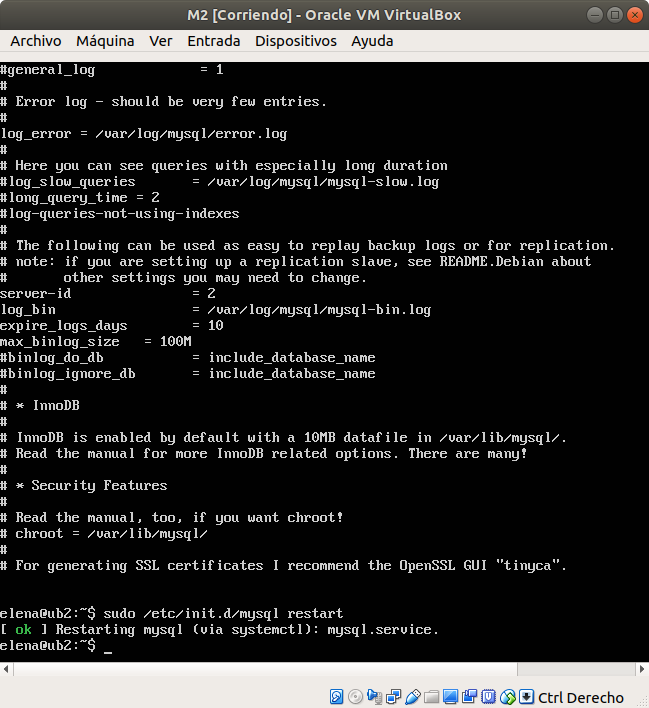 M2 [Corriendo] - Oracle VM VirtualBox
Archivo Máquina Ver Entrada Dispositivos Ayuda
#general_log             = 1
#
# Error log - should be very few entries.
#
log_error = /var/log/mysql/error.log
#
# Here you can see queries with especially long duration
#log_slow_queries       = /var/log/mysql/mysql-slow.log
#long_query_time = 2
#log-queries-not-using-indexes
#
# The following can be used as easy to replay backup logs or for replication.
# note: if you are setting up a replication slave, see README.Debian about
#       other settings you may need to change.
server-id               = 2
log_bin                 = /var/log/mysql/mysql-bin.log
expire_logs_days        = 10
max_binlog_size   = 100M
#binlog_do_db           = include_database_name
#binlog_ignore_db       = include_database_name
#
# * InnoDB
#
# InnoDB is enabled by default with a 10MB datafile in /var/lib/mysql/.
# Read the manual for more InnoDB related options. There are many!
#
# * Security Features
#
# Read the manual, too, if you want chroot!
# chroot = /var/lib/mysql/
#
# For generating SSL certificates I recommend the OpenSSL GUI "tinyca".
elena@ub2:~$ sudo /etc/init.d/mysql restart
[ ok ] Restarting mysql (via systemctl): mysql.service.
elena@ub2:~$ _
Ctrl Derecho